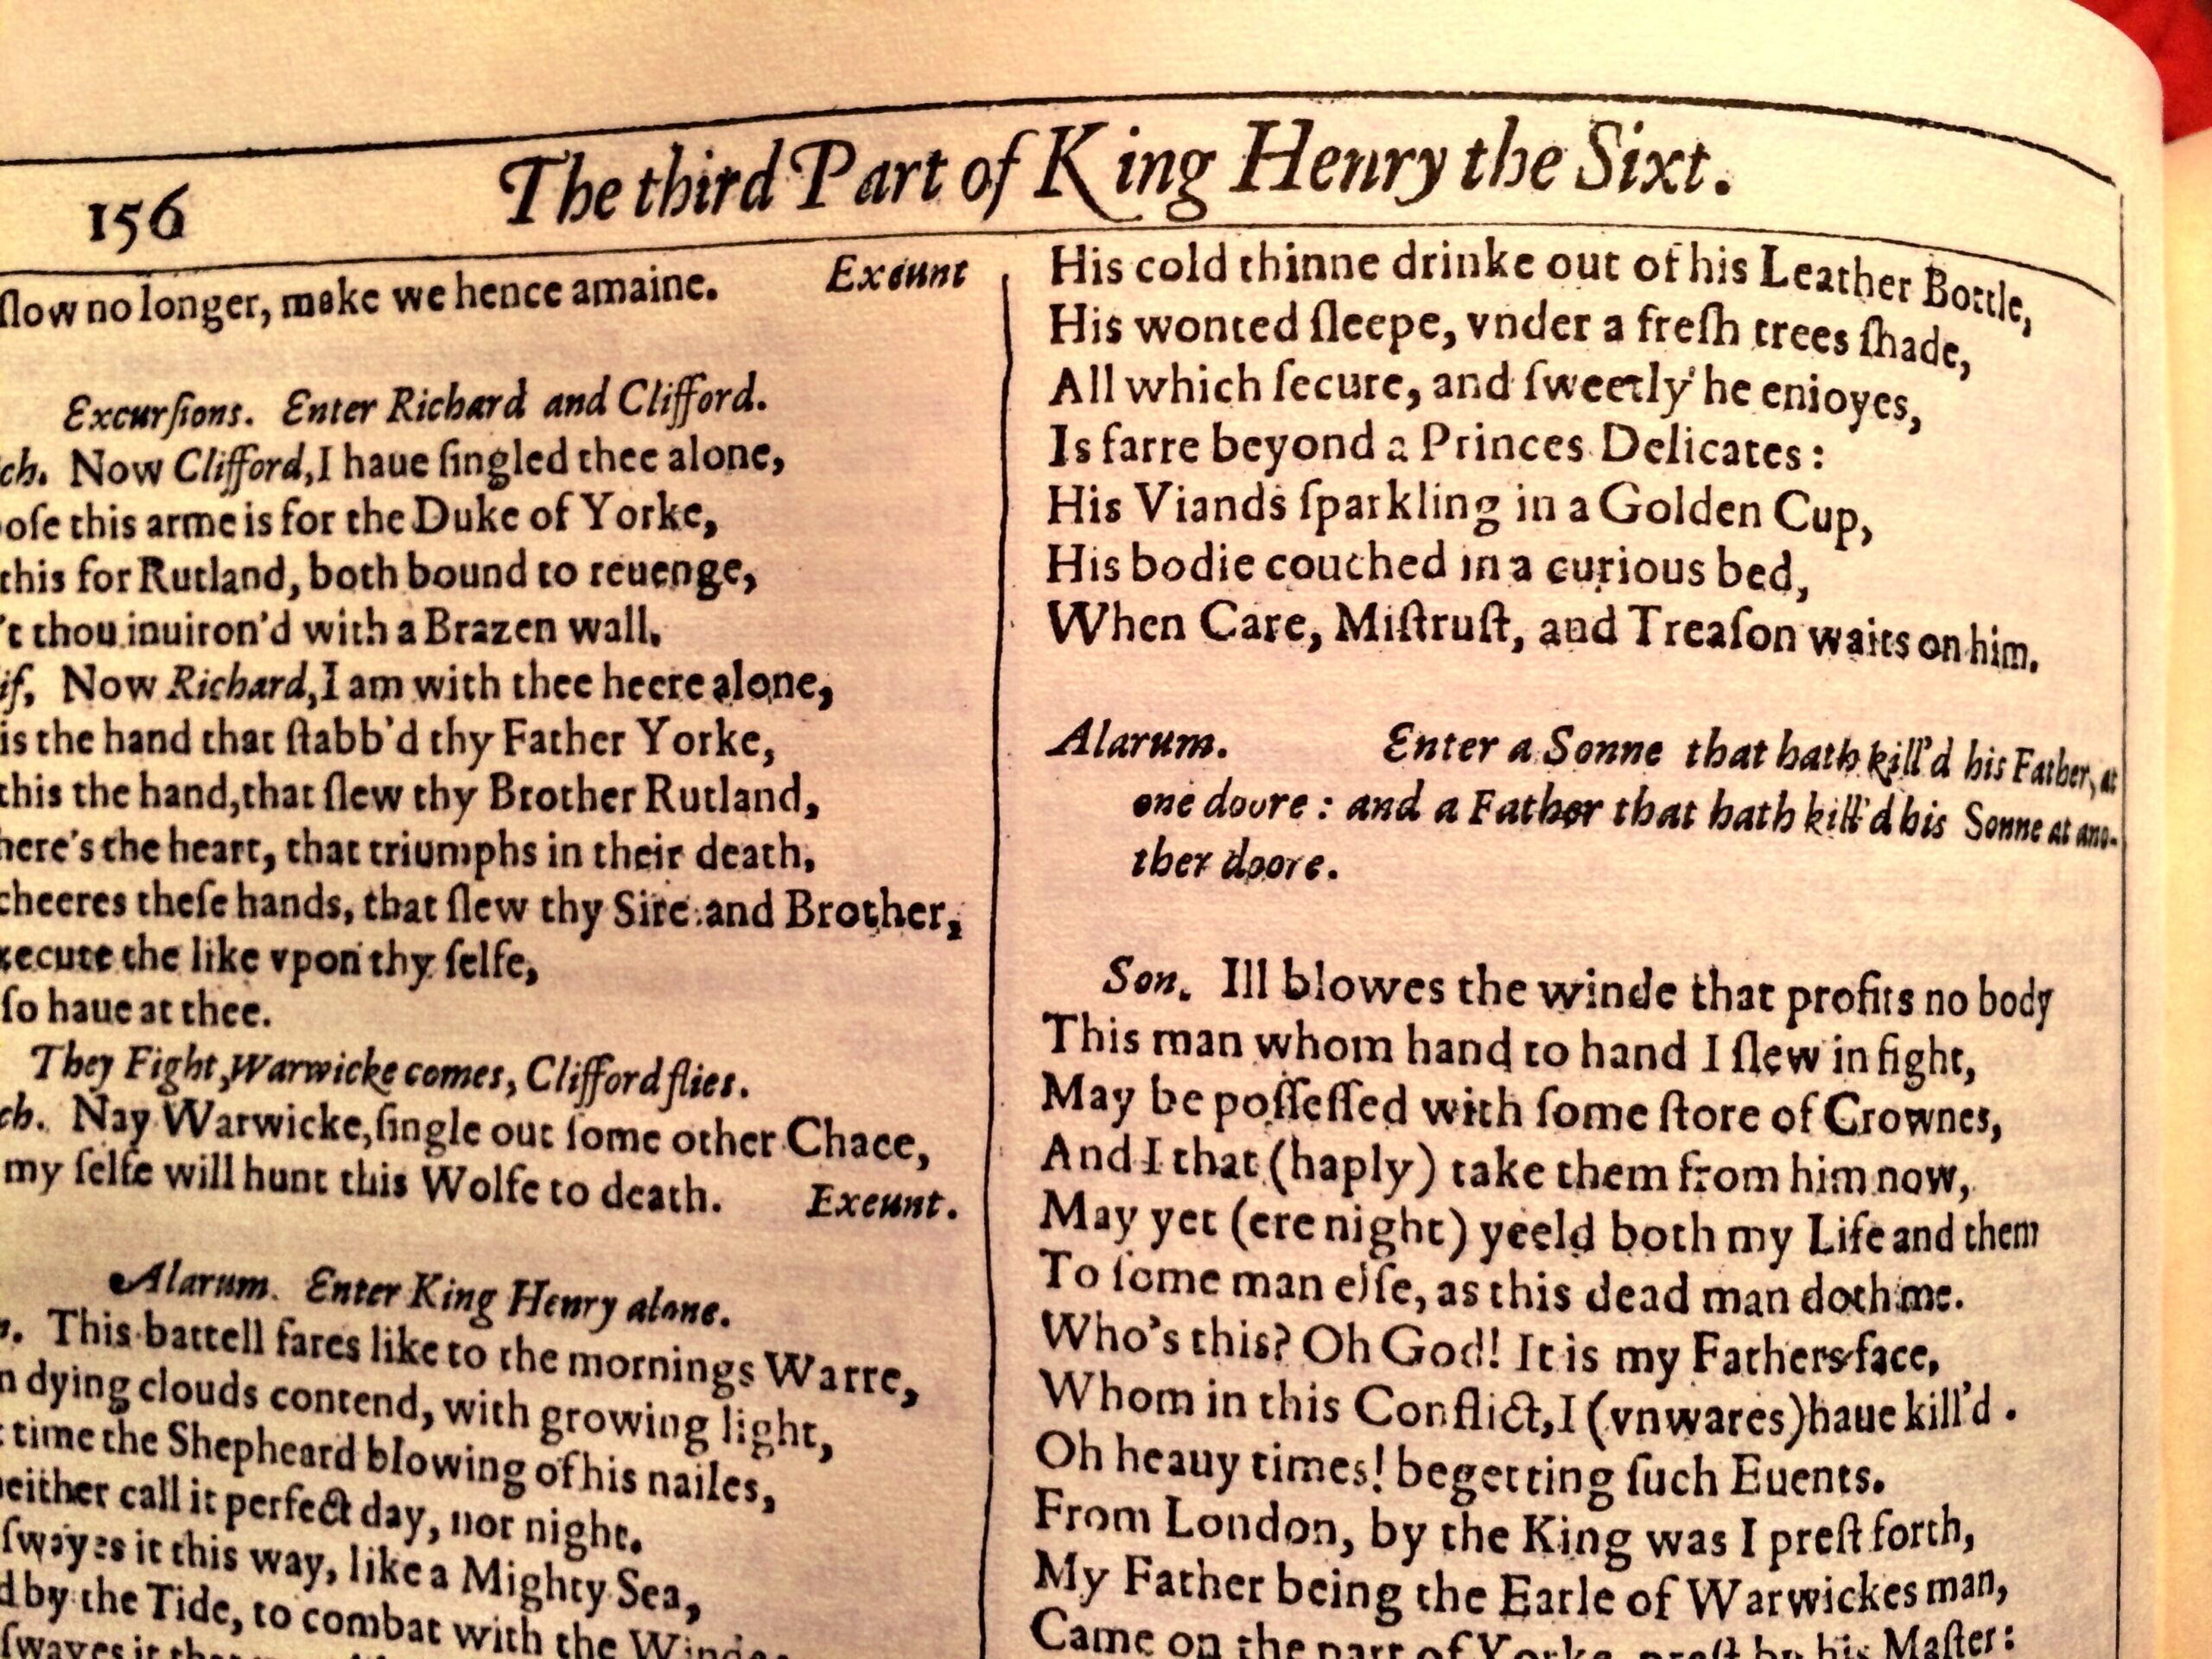 156
The third Part of King Henry the Sixt.
ſlow no longer, make we hence amaine. Exeunt
Excurſions. Enter Richard and Clifford.
ch. Now Clifford, I haue ſingled thee alone,
oſe this arme is for the Duke of Yorke,
this for Rutland, both bound to reuenge,
't thou inuiron'd with a Brazen wall.
if. Now Richard, I am with thee heere alone,
is the hand that ſtabb'd thy Father Yorke,
this the hand, that ſlew thy Brother Rutland,
here's the heart, that triumphs in their death,
cheeres theſe hands, that ſlew thy Sire and Brother,
xecute the like vpon thy ſelfe,
ſo haue at thee.
They Fight, Warwicke comes, Clifford flies.
ch. Nay Warwicke, ſingle out ſome other Chace,
my ſelfe will hunt this Wolfe to death. Exeunt.
Alarum. Enter King Henry alone.
This battell fares like to the mornings Warre,
n dying clouds contend, with growing light,
time the Shepheard blowing of his nailes,
either call it perfect day, nor night.
ſwayes it this way, like a Mighty Sea,
d by the Tide, to combat with the Winde
ſwayes it
His cold thinne drinke out of his Leather Bottle,
His wonted ſleepe, vnder a freſh trees ſhade,
All which ſecure, and ſweetly he enioyes,
Is farre beyond a Princes Delicates:
His Viands ſparkling in a Golden Cup,
His bodie couched in a curious bed,
When Care, Miſtruſt, and Treaſon waits on him.
Alarum. Enter a Sonne that hath kill'd his Father, at
one doore: and a Father that hath kill'd his Sonne at ano-
ther doore.
Son. Ill blowes the winde that profits no body
This man whom hand to hand I ſlew in fight,
May be poſſeſſed with ſome ſtore of Crownes,
And I that (haply) take them from him now,
May yet (ere night) yeeld both my Life and them
To ſome man elſe, as this dead man doth me.
Who's this? Oh God! It is my Fathers face,
Whom in this Conflict, I (vnwares) haue kill'd.
Oh heauy times! begetting ſuch Euents.
From London, by the King was I preſt forth,
My Father being the Earle of Warwickes man,
Came on the part of Yorke, preſt by his Maſter: